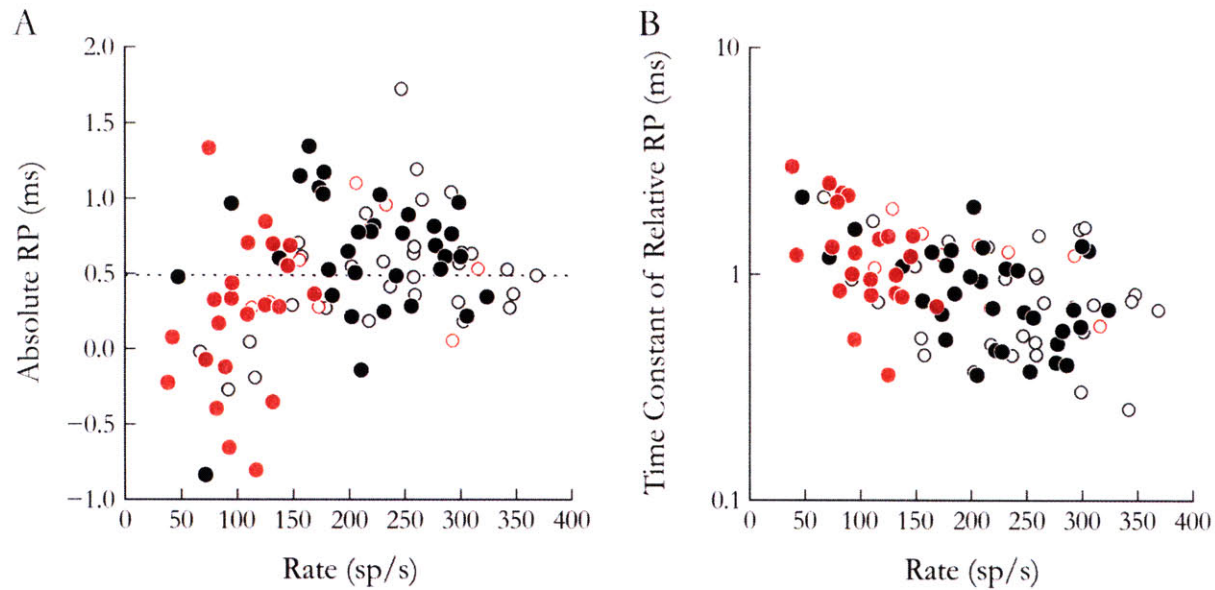 A
B
Absolute RP (ms)
2.0
1.5
1.0
0.5
0.0
−0.5
−1.0
0 50 100 150 200 250 300 350 400
Rate (sp/s)
Time Constant of Relative RP (ms)
10
1
0.1
0 50 100 150 200 250 300 350 400
Rate (sp/s)